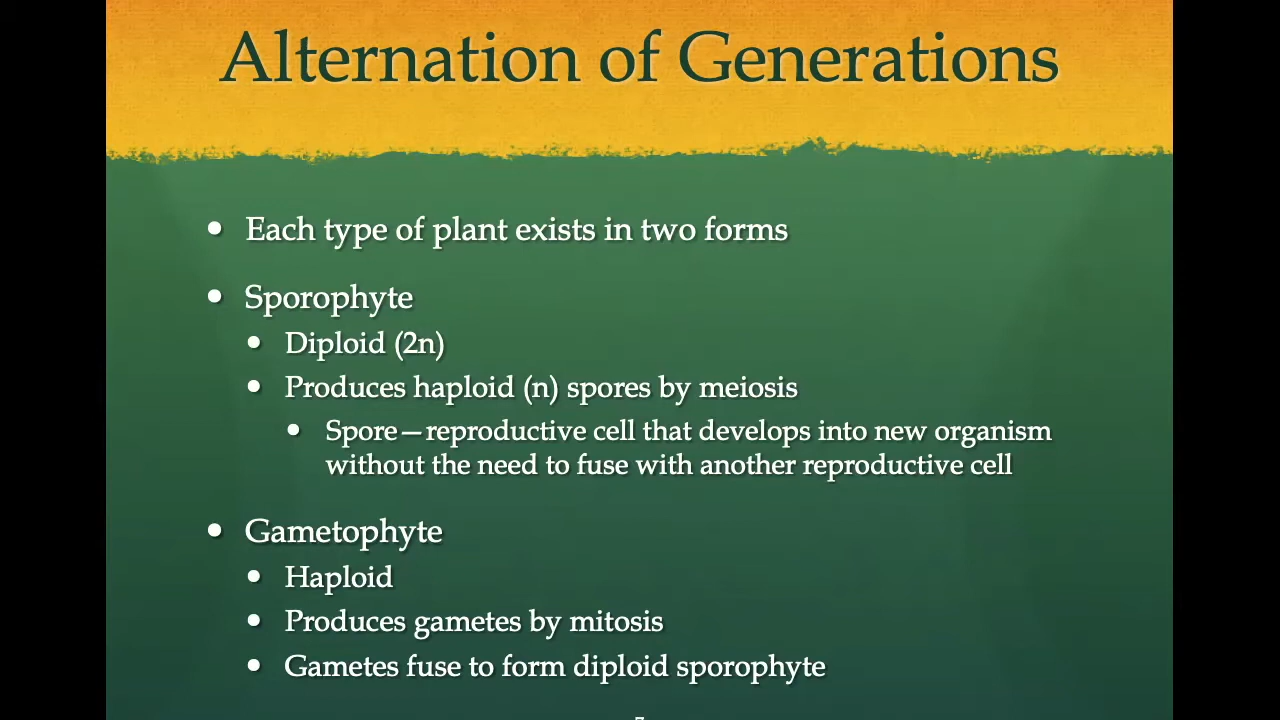 Alternation of Generations
• Each type of plant exists in two forms
• Sporophyte
• Diploid (2n)
• Produces haploid (n) spores by meiosis
• Spore—reproductive cell that develops into new organism
without the need to fuse with another reproductive cell
• Gametophyte
• Haploid
• Produces gametes by mitosis
• Gametes fuse to form diploid sporophyte